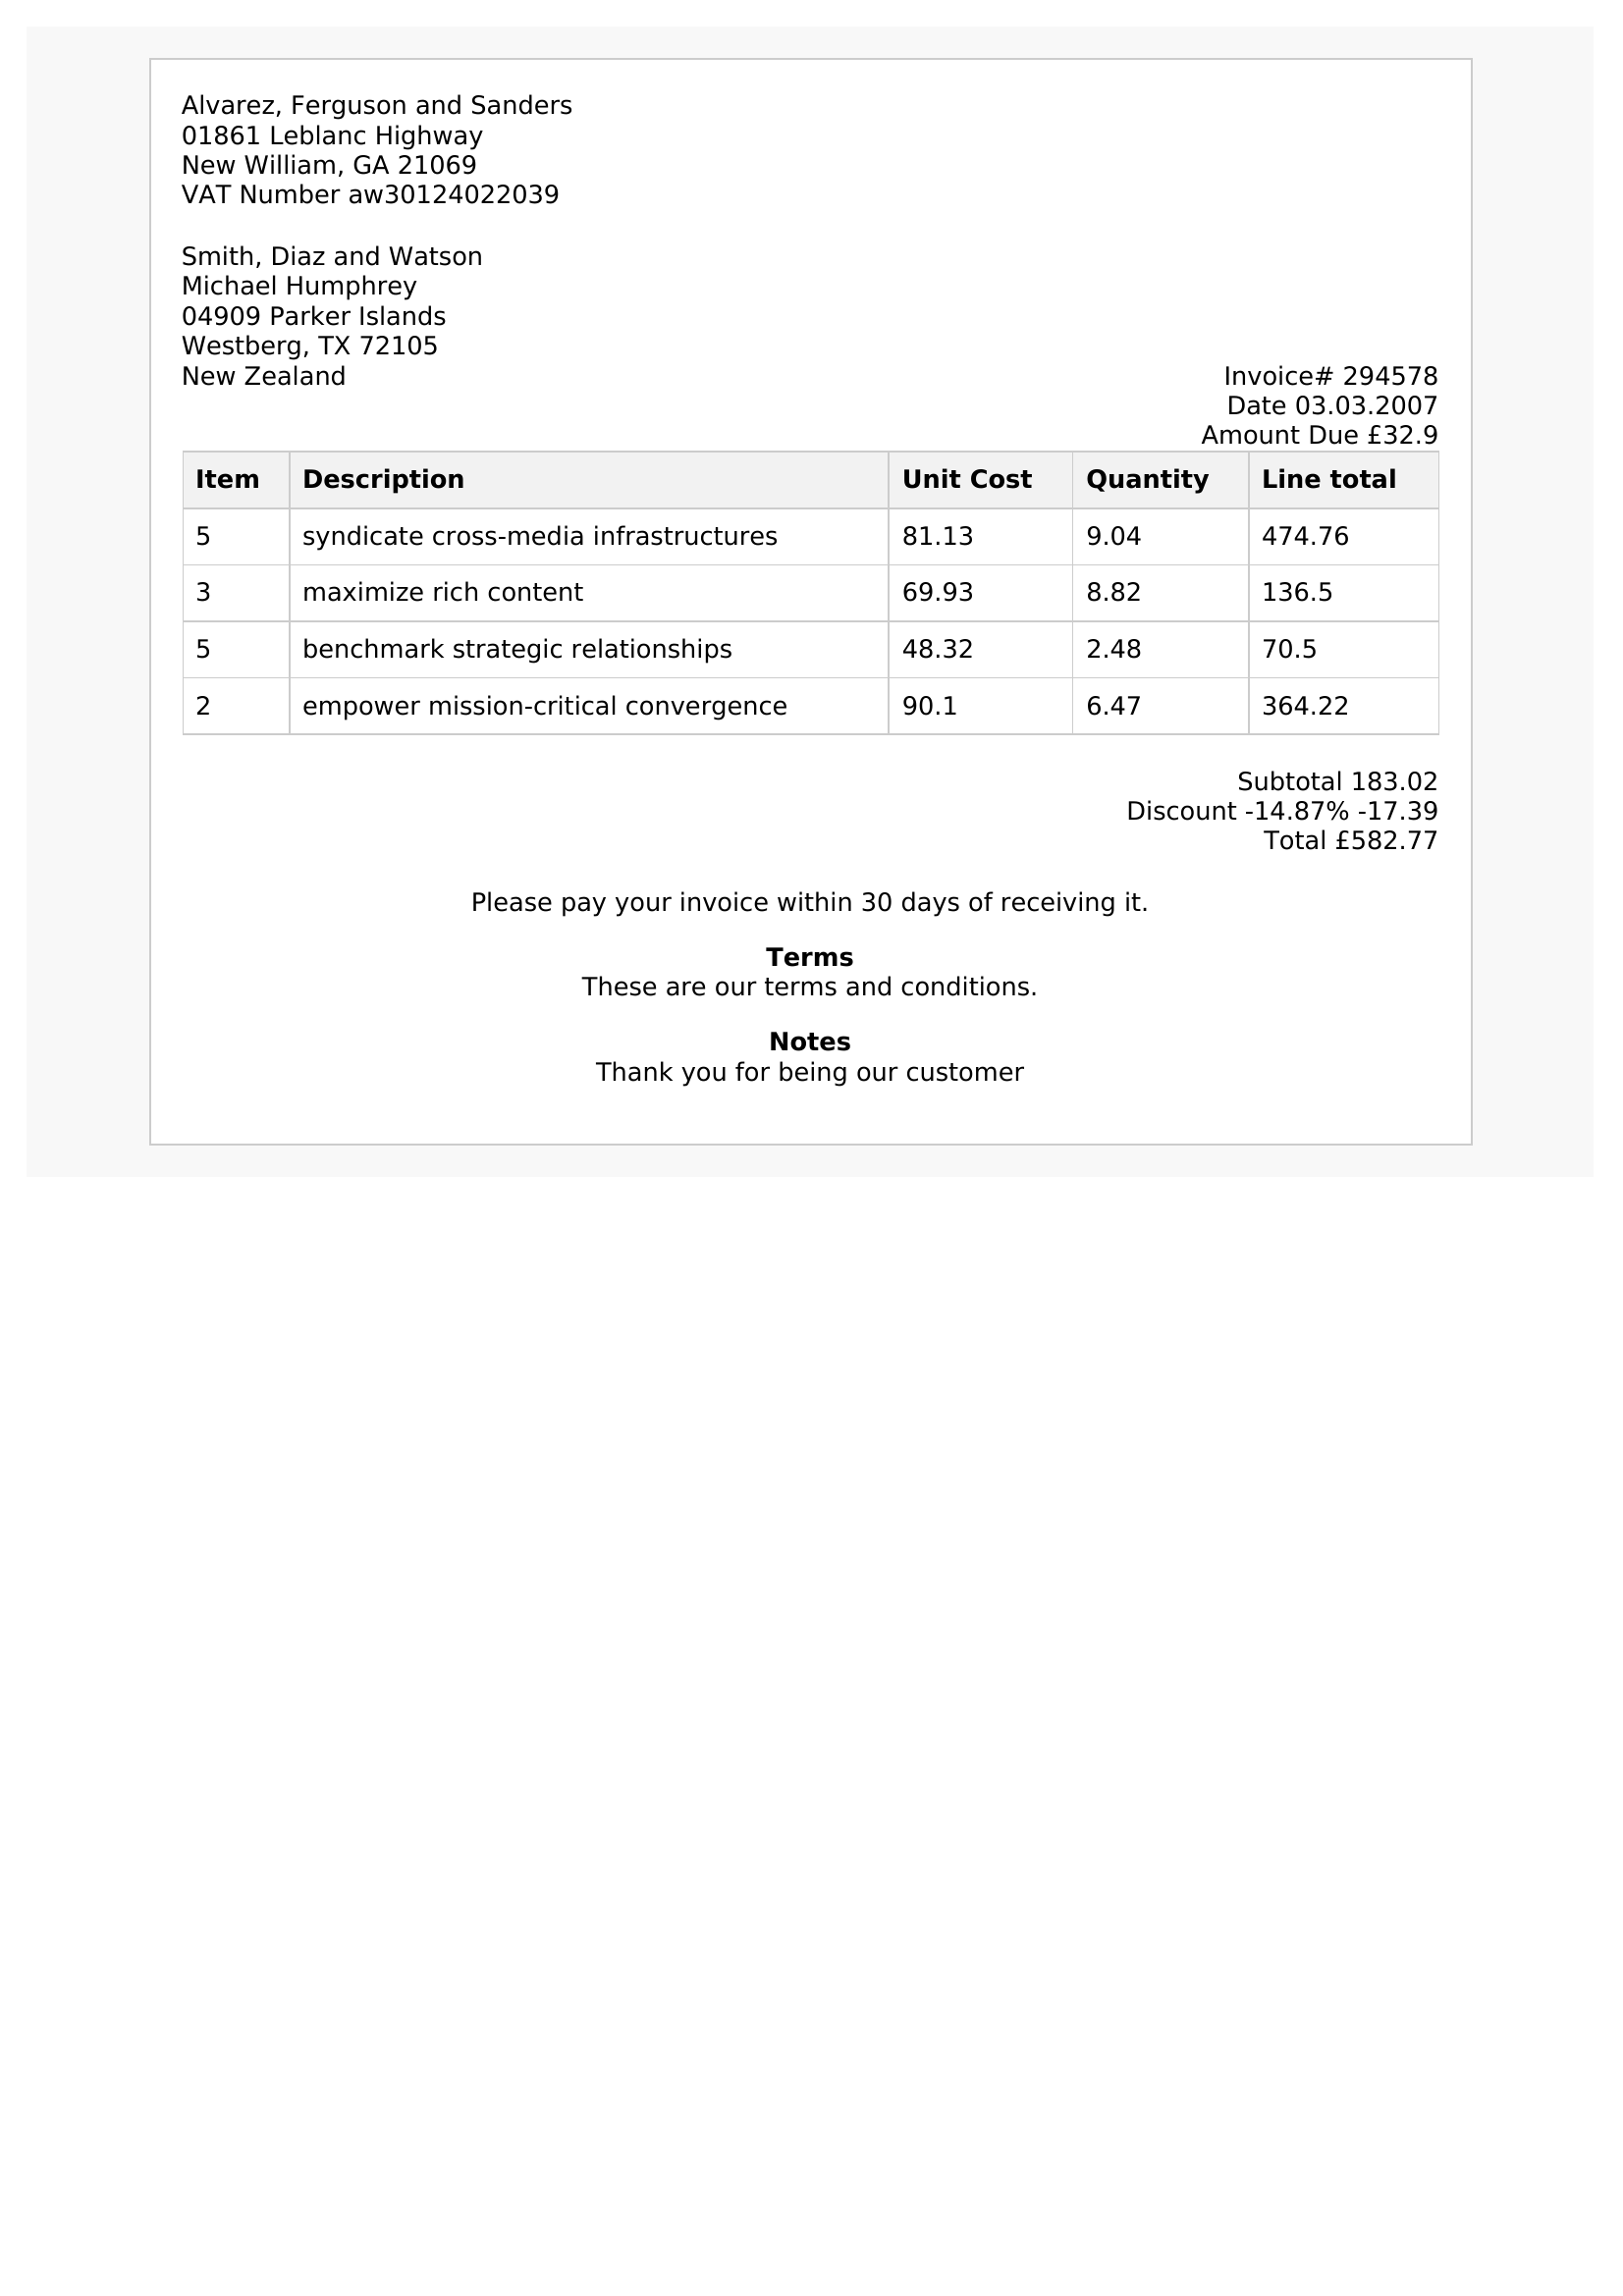 Alvarez, Ferguson and Sanders
01861 Leblanc Highway
New William, GA 21069
VAT Number aw30124022039
Smith, Diaz and Watson
Michael Humphrey
04909 Parker Islands
Westberg, TX 72105
New Zealand
Invoice# 294578
Date 03.03.2007
Amount Due £32.9
Item Description Unit Cost Quantity Line total
5 syndicate cross-media infrastructures 81.13 9.04 474.76
3 maximize rich content 69.93 8.82 136.5
5 benchmark strategic relationships 48.32 2.48 70.5
2 empower mission-critical convergence 90.1 6.47 364.22
Subtotal 183.02
Discount -14.87% -17.39
Total £582.77
Please pay your invoice within 30 days of receiving it.
Terms
These are our terms and conditions.
Notes
Thank you for being our customer